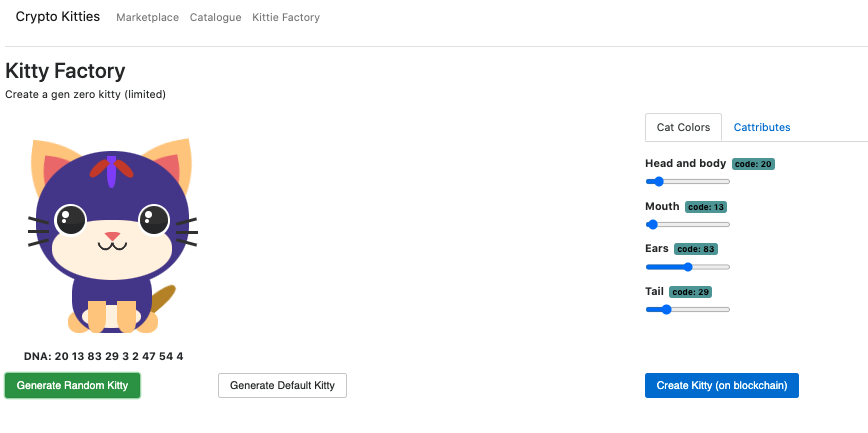 Crypto Kitties Marketplace Catalogue Kittie Factory
Kitty Factory
Create a gen zero kitty (limited)
Cat Colors Cattributes
Head and body code: 20
Mouth code: 13
Ears code: 83
Tail code: 29
DNA: 20 13 83 29 3 2 47 54 4
Generate Random Kitty Generate Default Kitty Create Kitty (on blockchain)